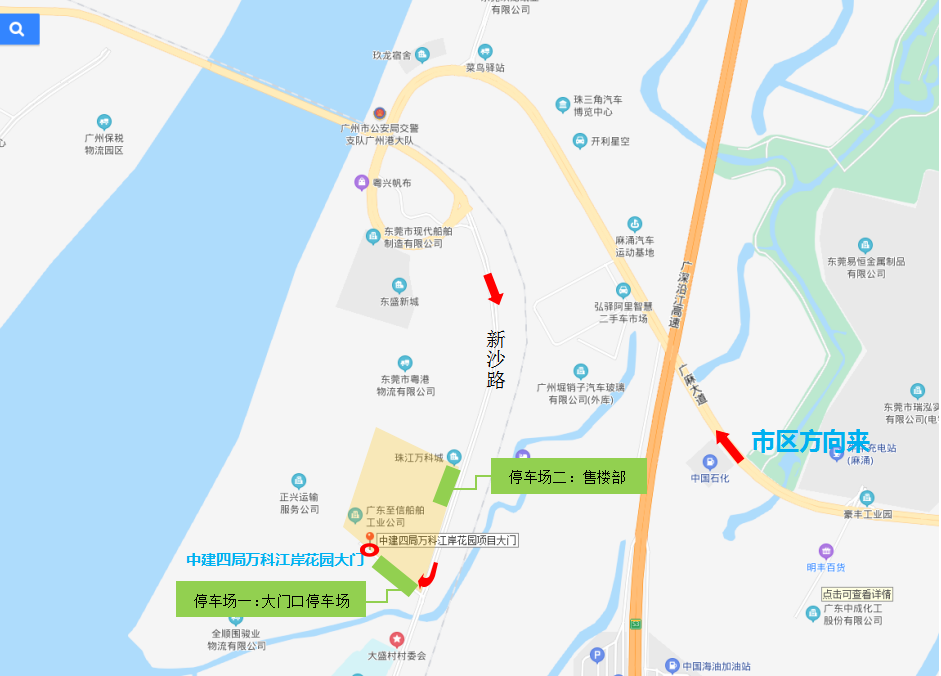 有限公司
玖龙宿舍
菜鸟驿站
珠三角汽车
博览中心
广州保税
物流园区
广州市公安局交警
支队广州港大队
开利星空
粤兴帆布
东莞市现代船舶
制造有限公司
麻涌汽车
运动基地
东莞易恒金属制品
有限公司
广深沿江高速
东盛新城
弘驿阿里智慧
二手车市场
新沙路
东莞市粤港
物流有限公司
广州堀销子汽车玻璃
有限公司(外库)
广麻大道
东莞市瑞泓实
有限公司(电
市区方向来
充电站
(麻涌)
珠江万科城
停车场二：售楼部
中国石化
正兴运输
服务公司
广东至信船舶
工业公司
豪丰工业园
中建四局万科江岸花园项目大门
中建四局万科江岸花园大门
明丰百货
停车场一:大门口停车场
点击可查看详情
广东中成化工
股份有限公司
全顺围骏业
物流有限公司
大盛村村委会
S3
P
中国海油加油站